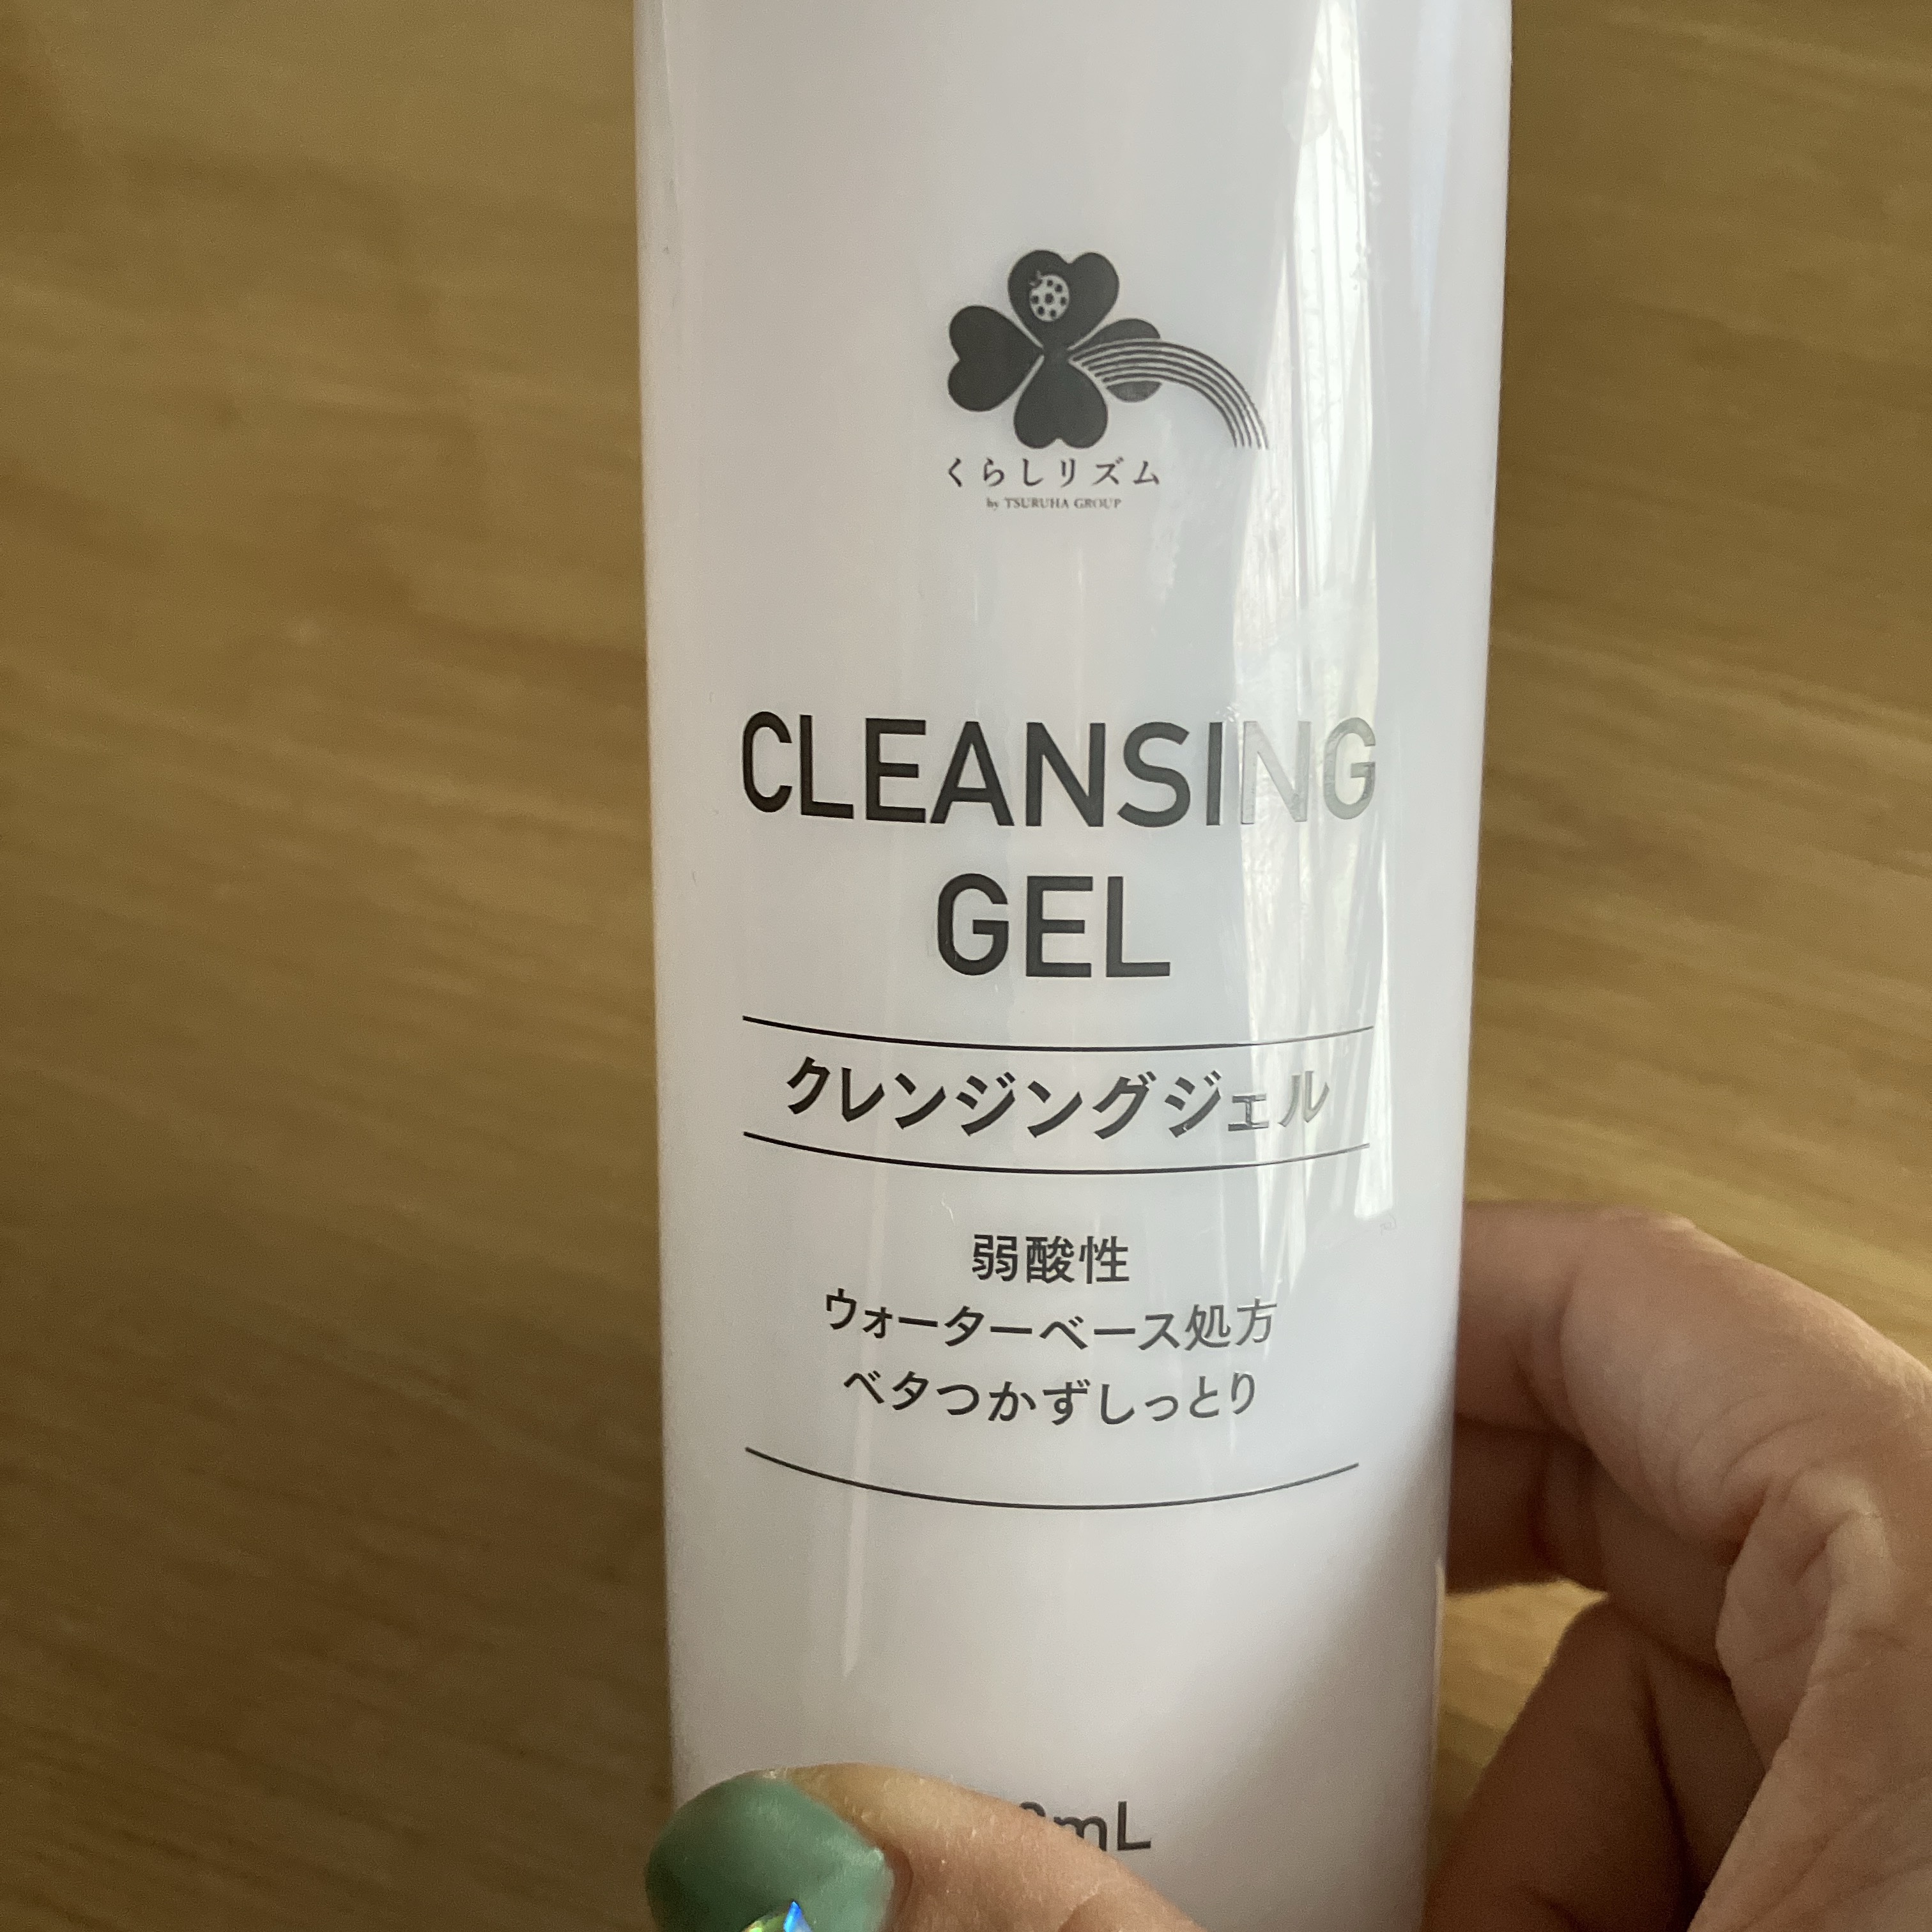 くらしリズム
by TSURUHA GROUP
CLEANSING
GEL
クレンジングジェル
弱酸性
ウォーターベース処方
ベタつかずしっとり
mL